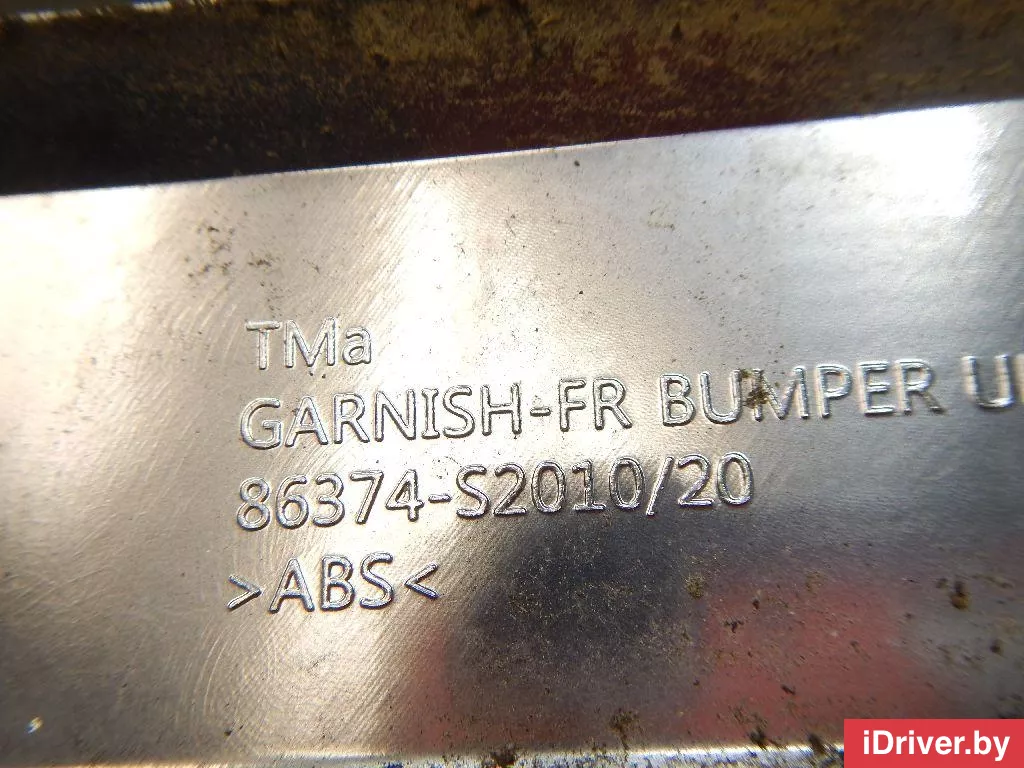 TMa
GARNISH-FR BUMPER
86374-S2010/20
>ABS<
iDriver.by